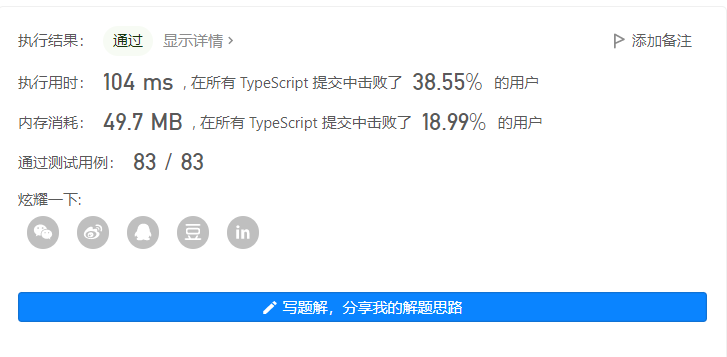 执行结果： 通过 显示详情 › 添加备注
执行用时： 104 ms , 在所有 TypeScript 提交中击败了 38.55% 的用户
内存消耗： 49.7 MB , 在所有 TypeScript 提交中击败了 18.99% 的用户
通过测试用例： 83 / 83
炫耀一下:
豆 in
写题解，分享我的解题思路